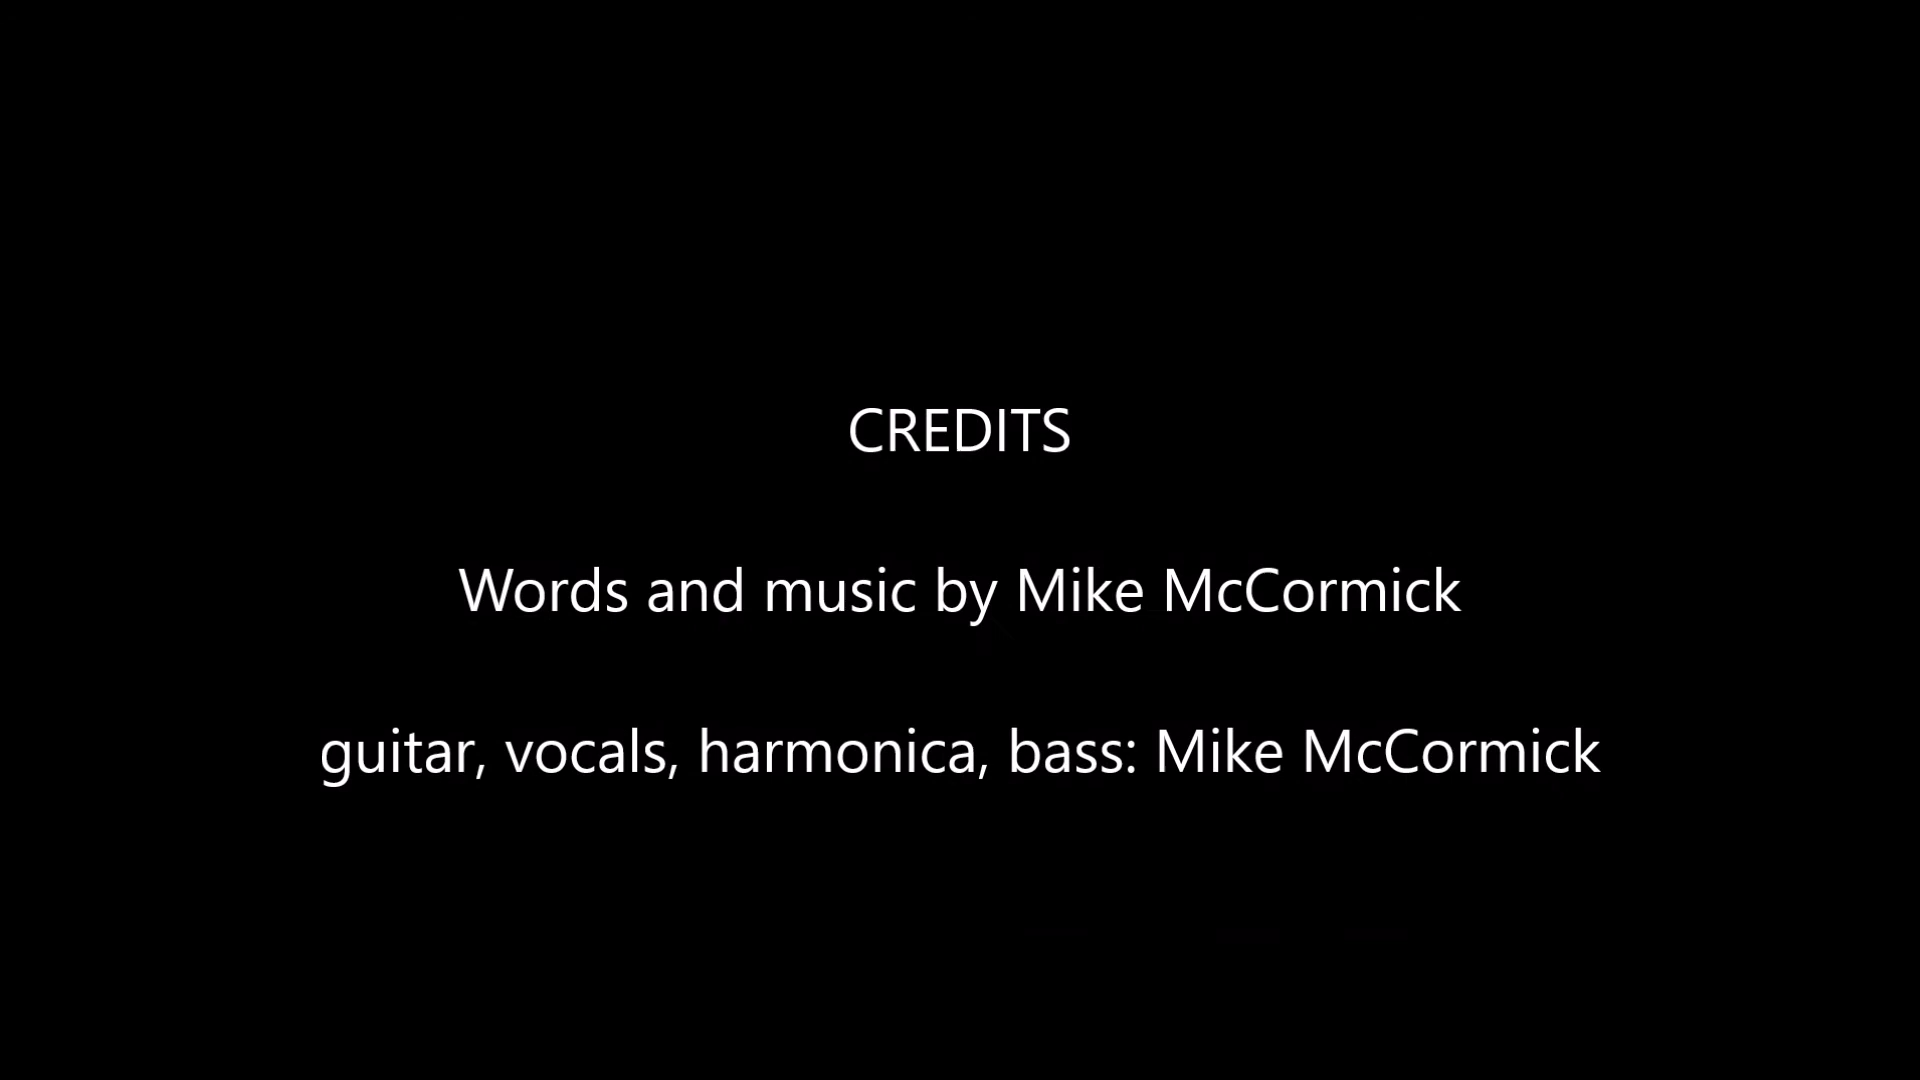 CREDITS
Words and music by Mike McCormick
guitar, vocals, harmonica, bass: Mike McCormick